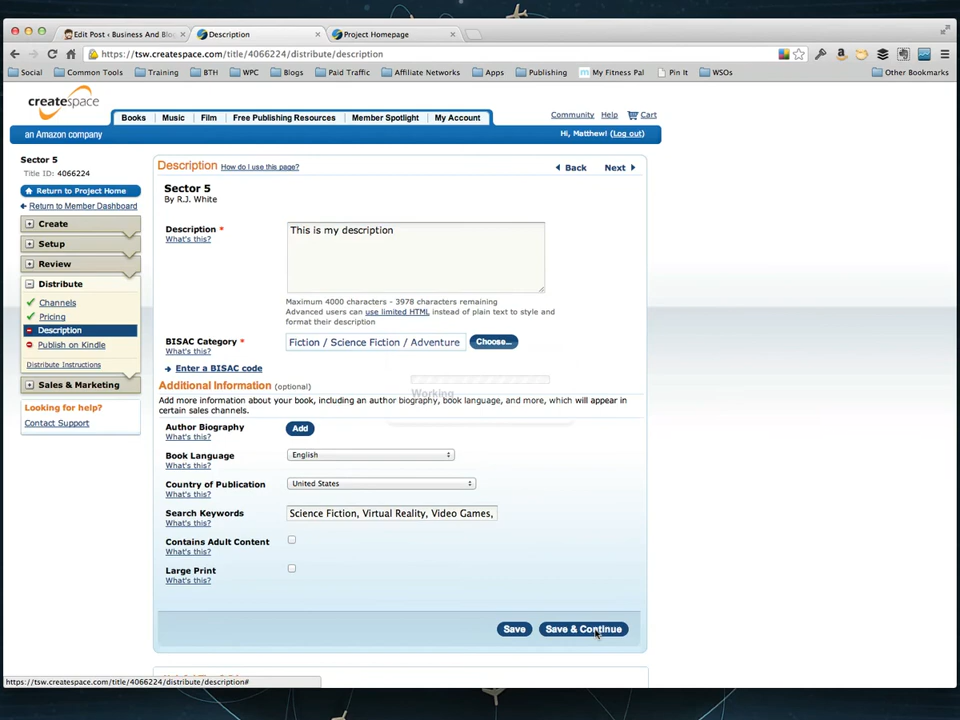 Edit Post ‹ Business And Blo
Description
Project Homepage
https://tsw.createspace.com/title/4066224/distribute/description
Social
Common Tools
Training
BTH
WPC
Blogs
Paid Traffic
Affiliate Networks
Apps
Publishing
My Fitness Pal
Pin It
WSOs
Other Bookmarks
createspace
an Amazon company
Books
Music
Film
Free Publishing Resources
Member Spotlight
My Account
Community
Help
Cart
Hi, Matthew! (Log out)
Sector 5
Title ID: 4066224
Return to Project Home
Return to Member Dashboard
Create
Setup
Review
Distribute
Channels
Pricing
Description
Publish on Kindle
Distribute Instructions
Sales & Marketing
Looking for help?
Contact Support
Description How do I use this page?
Back
Next
Sector 5
By R.J. White
Description *
What's this?
This is my description
Maximum 4000 characters - 3978 characters remaining
Advanced users can use limited HTML instead of plain text to style and
format their description
BISAC Category *
What's this?
Fiction / Science Fiction / Adventure
Choose...
Enter a BISAC code
Working
Additional Information (optional)
Add more information about your book, including an author biography, book language, and more, which will appear in
certain sales channels.
Author Biography
What's this?
Add
Book Language
What's this?
English
Country of Publication
What's this?
United States
Search Keywords
What's this?
Science Fiction, Virtual Reality, Video Games,
Contains Adult Content
What's this?
Large Print
What's this?
Save
Save & Continue
https://tsw.createspace.com/title/4066224/distribute/description#